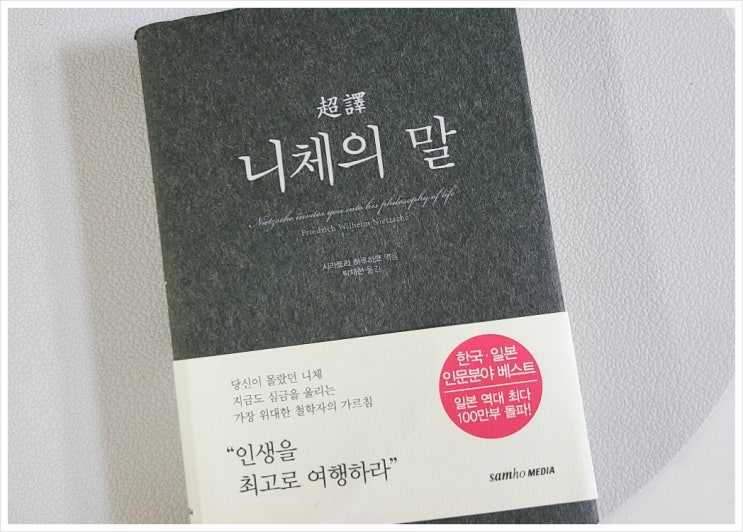 超譯
니체의 말
Nietzsche invites you into his philosophy of life
Friedrich Wilhelm Nietzsche
시라토리 하루히코 엮음
박재현 옮김
당신이 몰랐던 니체
지금도 심금을 울리는
가장 위대한 철학자의 가르침
“인생을
최고로 여행하라”
한국·일본
인문분야 베스트
일본 역대 최다
100만부 돌파!
samho MEDIA